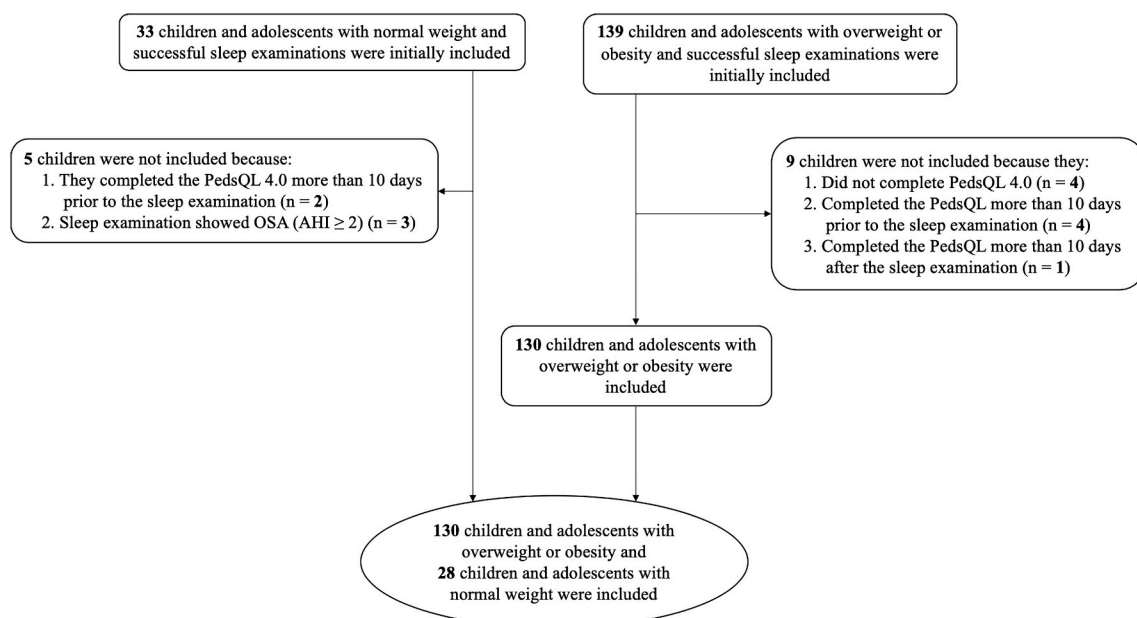 33 children and adolescents with normal weight and
successful sleep examinations were initially included
139 children and adolescents with overweight or
obesity and successful sleep examinations were
initially included
5 children were not included because:
1. They completed the PedsQL 4.0 more than 10 days
prior to the sleep examination (n = 2)
2. Sleep examination showed OSA (AHI ≥ 2) (n = 3)
9 children were not included because they:
1. Did not complete PedsQL 4.0 (n = 4)
2. Completed the PedsQL more than 10 days
prior to the sleep examination (n = 4)
3. Completed the PedsQL more than 10 days
after the sleep examination (n = 1)
130 children and adolescents with
overweight or obesity were
included
130 children and adolescents with
overweight or obesity and
28 children and adolescents with
normal weight were included